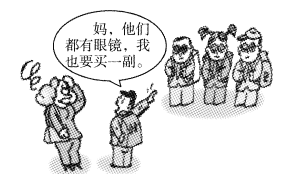 妈，他们
都有眼镜，我
也要买一副。